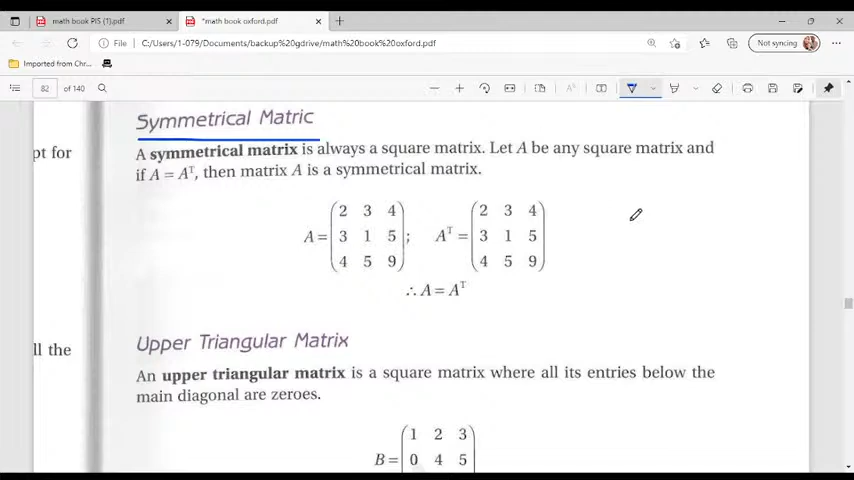 math book PJS (1).pdf
*math book oxford.pdf
File
C:/Users/1-079/Documents/backup%20gdrive/math%20book%20oxford.pdf
Not syncing
Imported from Chr...
82 of 140
Symmetrical Matric
pt for
A symmetrical matrix is always a square matrix. Let A be any square matrix and
if A = Aᵀ, then matrix A is a symmetrical matrix.
A = ( 2 3 4 ; 3 1 5 ; 4 5 9 ) ; Aᵀ = ( 2 3 4 ; 3 1 5 ; 4 5 9 )
∴ A = Aᵀ
ll the
Upper Triangular Matrix
An upper triangular matrix is a square matrix where all its entries below the
main diagonal are zeroes.
1 2 3
B = 0 4 5